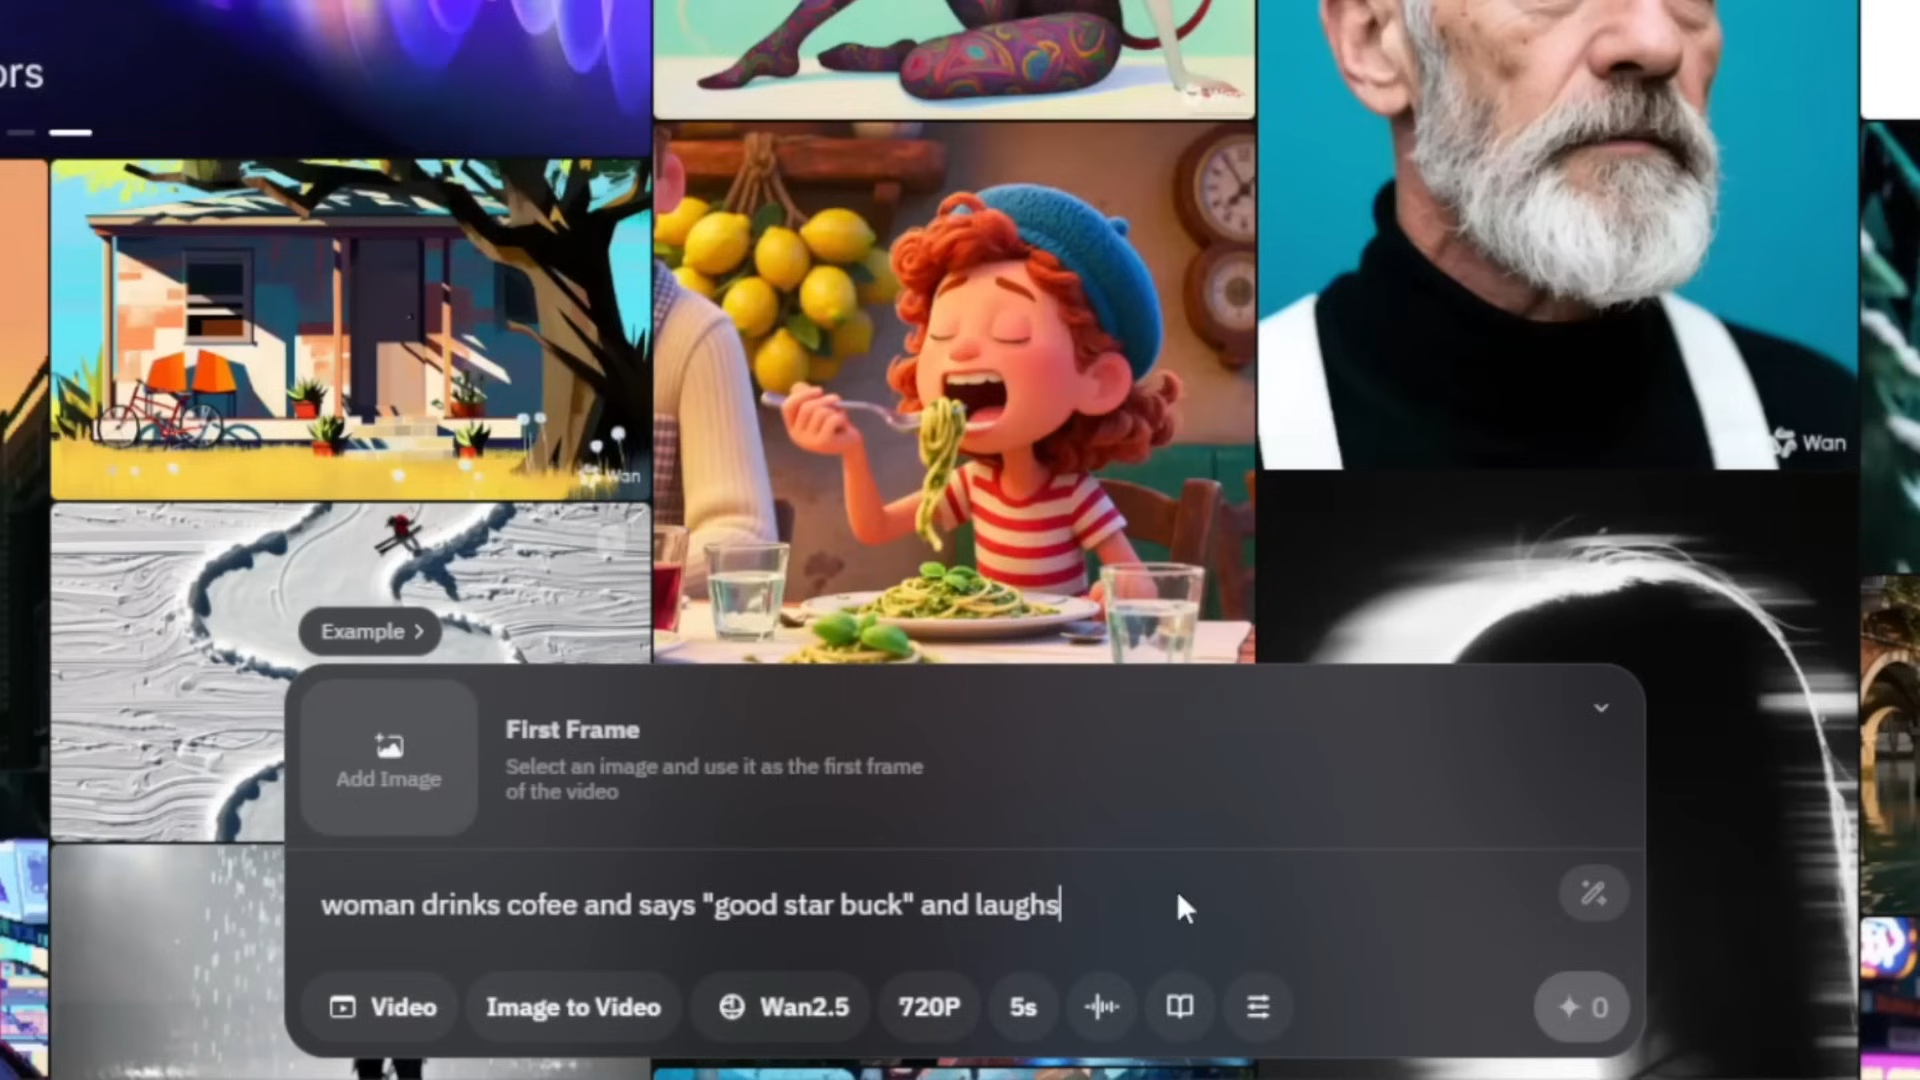 ors
Wan
Wan
Example >
Add Image
First Frame
Select an image and use it as the first frame
of the video
woman drinks cofee and says "good star buck" and laughs
Video
Image to Video
Wan2.5
720P
5s
0